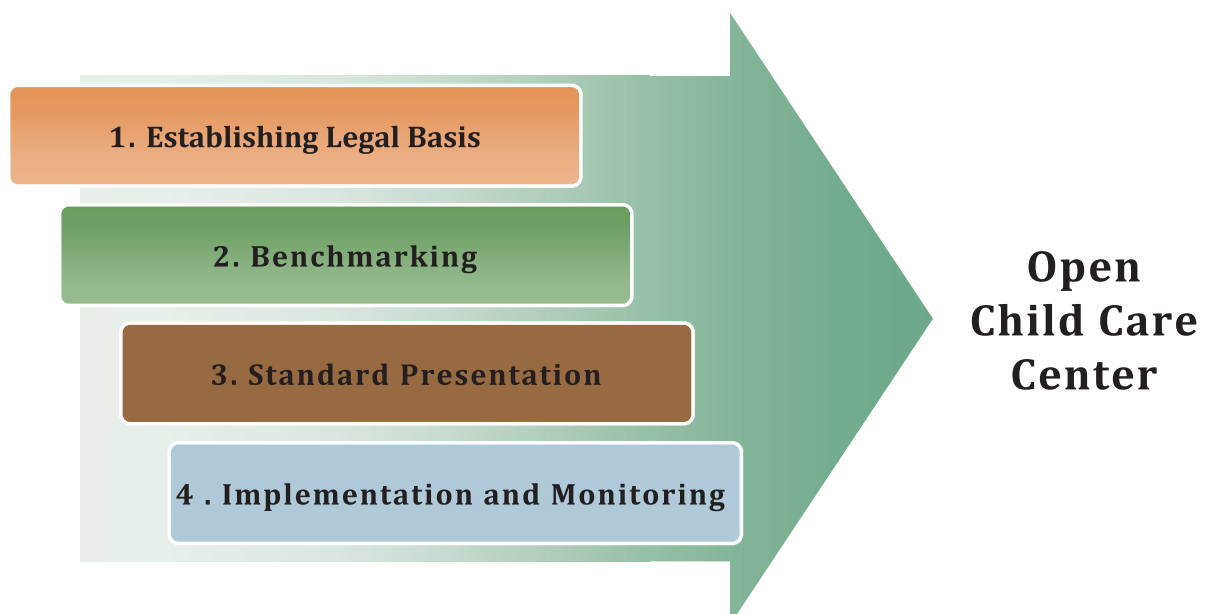 1. Establishing Legal Basis
2. Benchmarking
3. Standard Presentation
4 . Implementation and Monitoring
Open
Child Care
Center